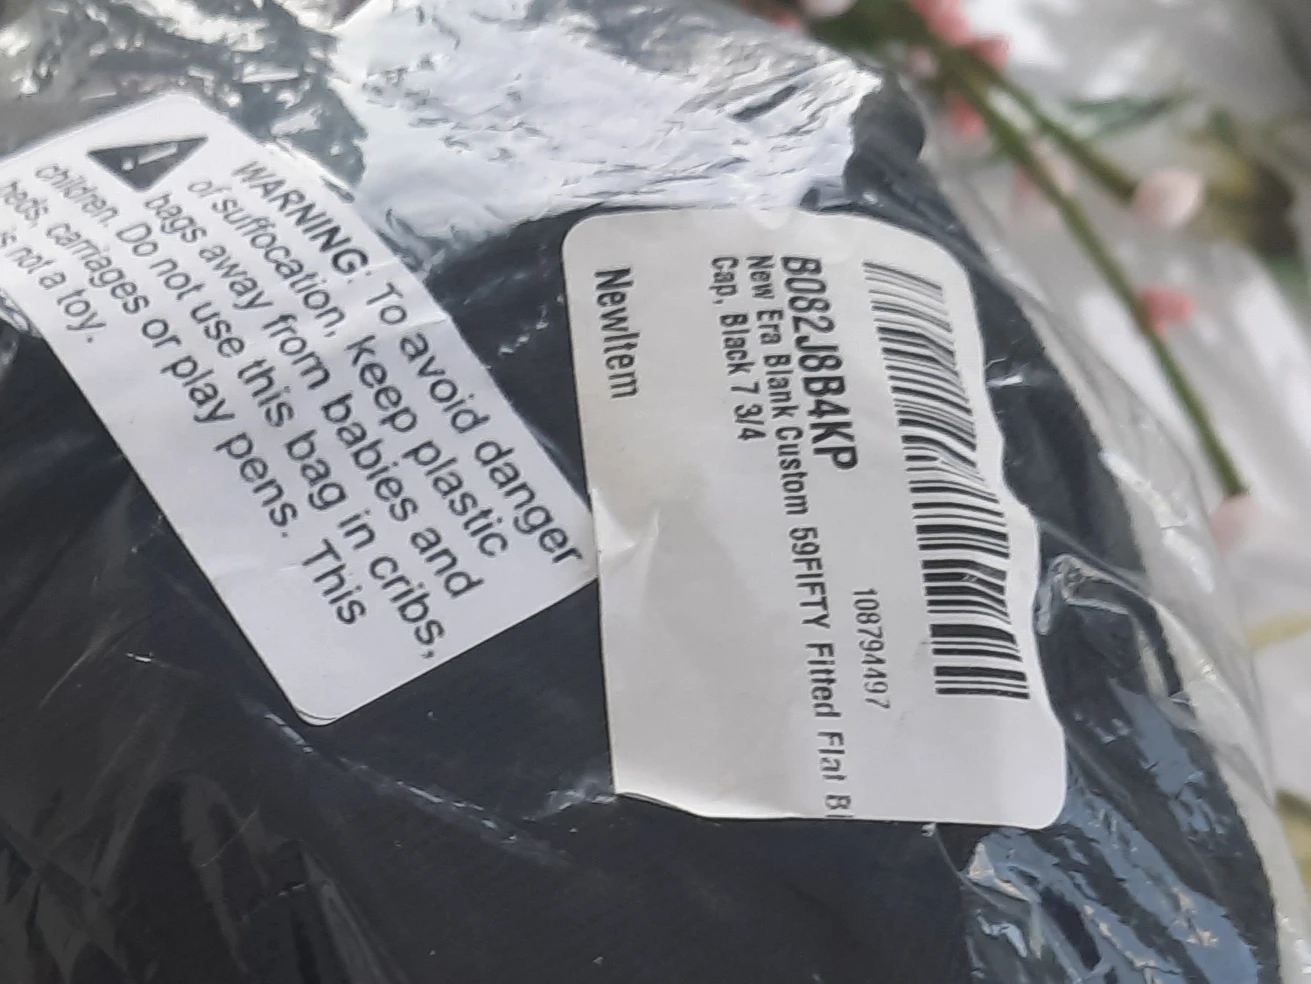 WARNING: To avoid danger
of suffocation, keep plastic
bags away from babies and
children. Do not use this bag in cribs,
beds, carriages or play pens. This
is not a toy.
B082J8B4KP
108794497
New Era Blank Custom 59FIFTY Fitted Flat Bi
Cap, Black 7 3/4
NewItem